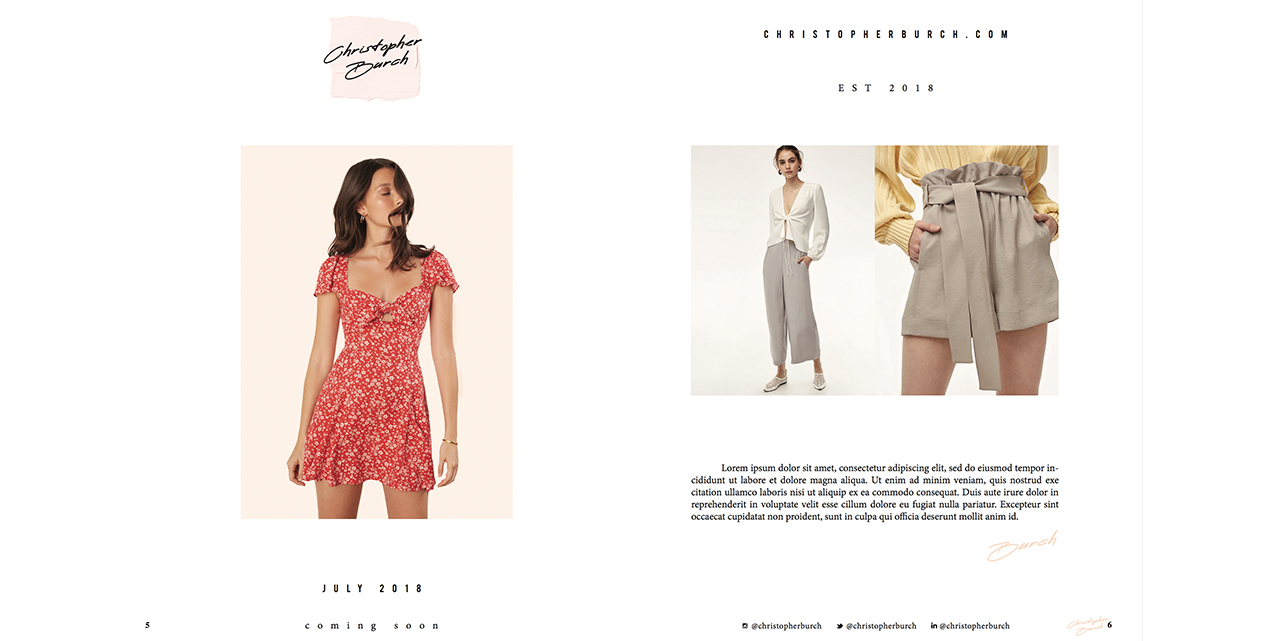 Christopher
Burch
JULY 2018
coming soon
5
CHRISTOPHERBURCH.COM
EST 2018
Lorem ipsum dolor sit amet, consectetur adipiscing elit, sed do eiusmod tempor in-
cididunt ut labore et dolore magna aliqua. Ut enim ad minim veniam, quis nostrud exe
citation ullamco laboris nisi ut aliquip ex ea commodo consequat. Duis aute irure dolor in
reprehenderit in voluptate velit esse cillum dolore eu fugiat nulla pariatur. Excepteur sint
occaecat cupidatat non proident, sunt in culpa qui officia deserunt mollit anim id.
Burch
@christopherburch @christopherburch in @christopherburch
Christopher
Burch
6